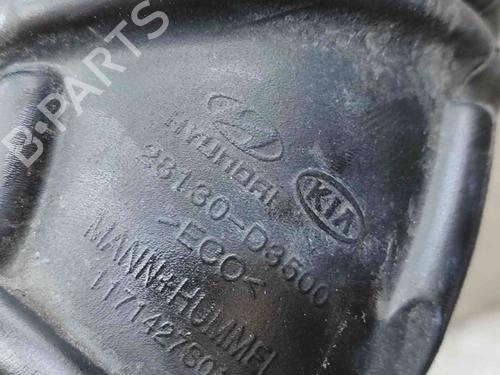 B-PARTS
HYUNDAI
KIA
28130-D3500
>ECO<
MANN+HUMMEL